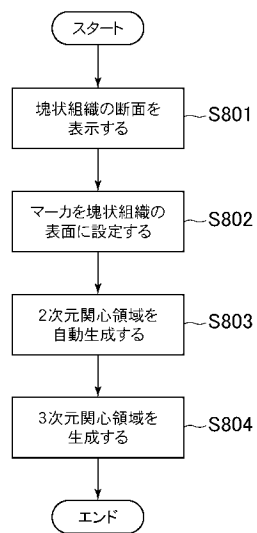 スタート
塊状組織の断面を
表示する
S801
マーカを塊状組織の
表面に設定する
S802
2次元関心領域を
自動生成する
S803
3次元関心領域を
生成する
S804
エンド